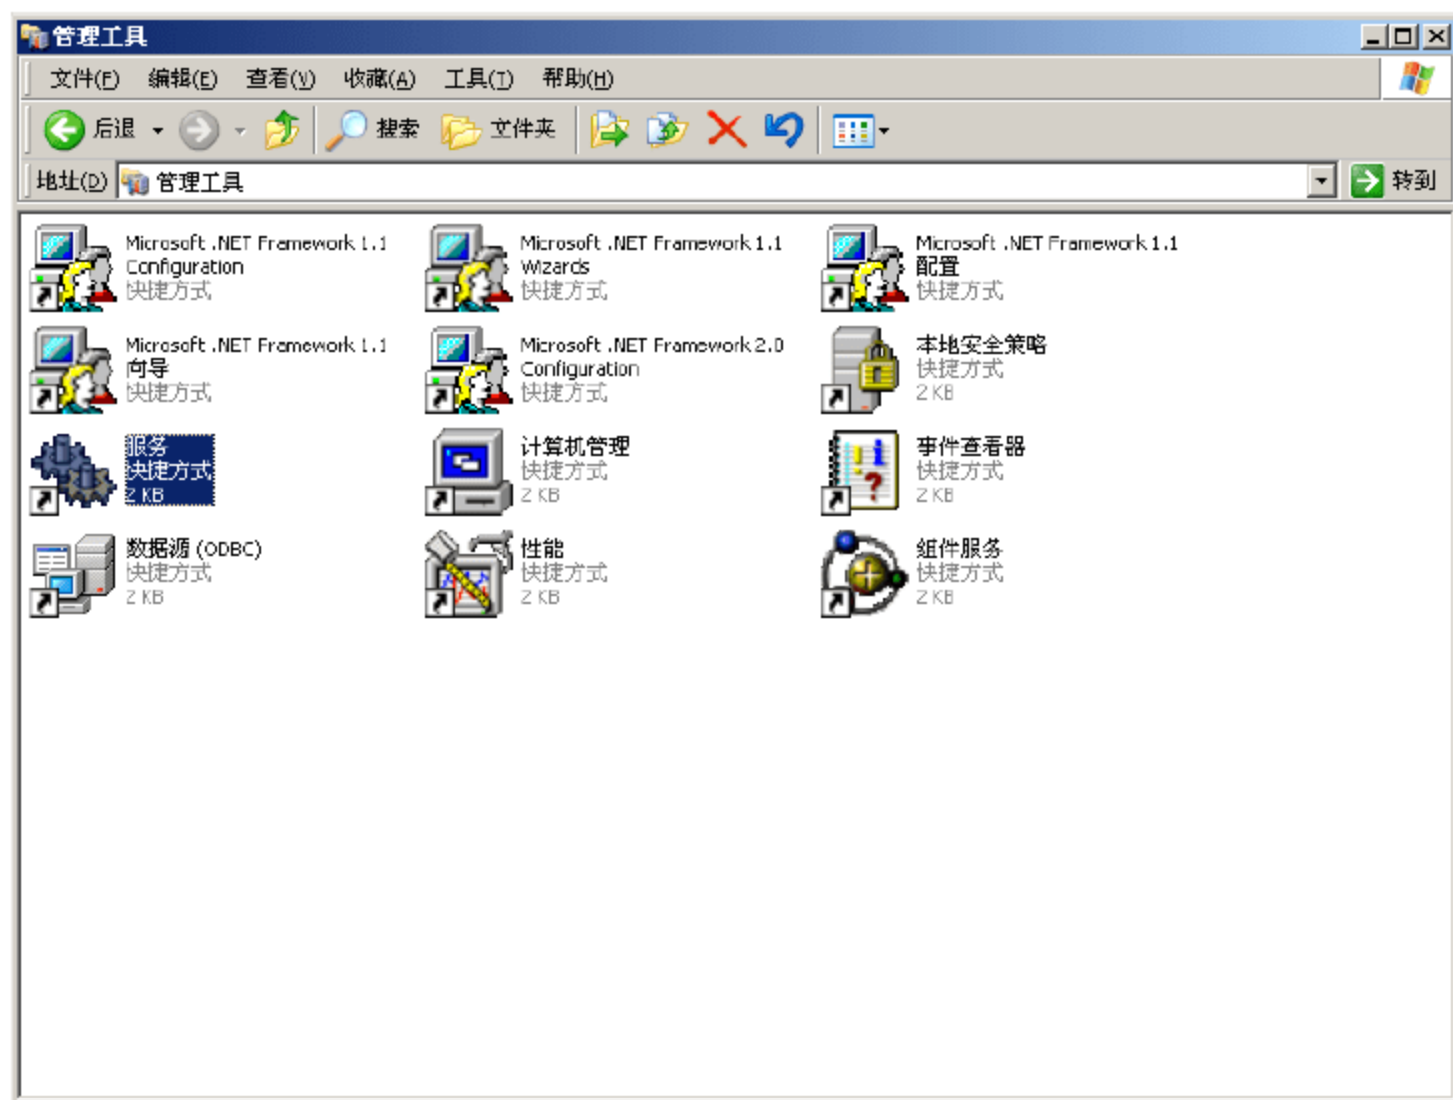 管理工具
文件(F) 编辑(E) 查看(V) 收藏(A) 工具(T) 帮助(H)
后退 搜索 文件夹
地址(D) 管理工具 转到
Microsoft .NET Framework 1.1
Configuration
快捷方式
Microsoft .NET Framework 1.1
Wizards
快捷方式
Microsoft .NET Framework 1.1
配置
快捷方式
Microsoft .NET Framework 1.1
向导
快捷方式
Microsoft .NET Framework 2.0
Configuration
快捷方式
本地安全策略
快捷方式
2 KB
服务
快捷方式
2 KB
计算机管理
快捷方式
2 KB
事件查看器
快捷方式
2 KB
数据源 (ODBC)
快捷方式
2 KB
性能
快捷方式
2 KB
组件服务
快捷方式
2 KB